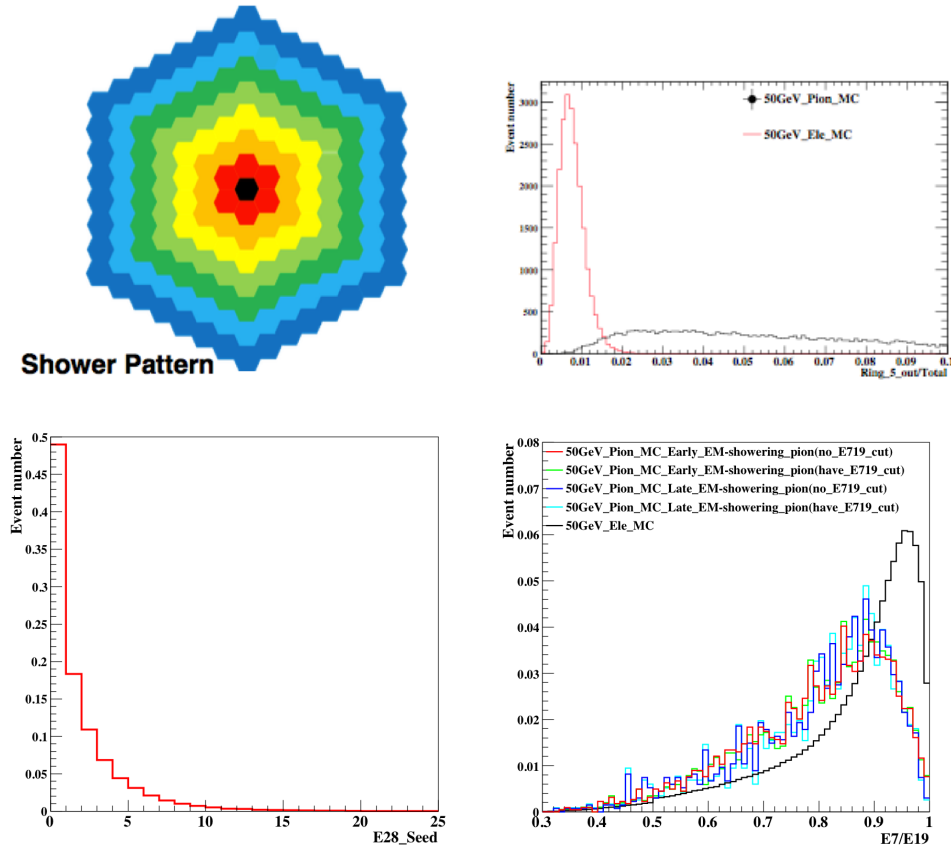 Shower Pattern
Event number
3000
2500
2000
1500
1000
500
0
50GeV_Pion_MC
50GeV_Ele_MC
0 0.01 0.02 0.03 0.04 0.05 0.06 0.07 0.08 0.09 0.1
Ring_5_out/Total
Event number
0.5
0.45
0.4
0.35
0.3
0.25
0.2
0.15
0.1
0.05
0
0 5 10 15 20 25
E28_Seed
Event number
0.08
0.07
0.06
0.05
0.04
0.03
0.02
0.01
0
50GeV_Pion_MC_Early_EM-showering_pion(no_E719_cut)
50GeV_Pion_MC_Early_EM-showering_pion(have_E719_cut)
50GeV_Pion_MC_Late_EM-showering_pion(no_E719_cut)
50GeV_Pion_MC_Late_EM-showering_pion(have_E719_cut)
50GeV_Ele_MC
0.3 0.4 0.5 0.6 0.7 0.8 0.9 1
E7/E19